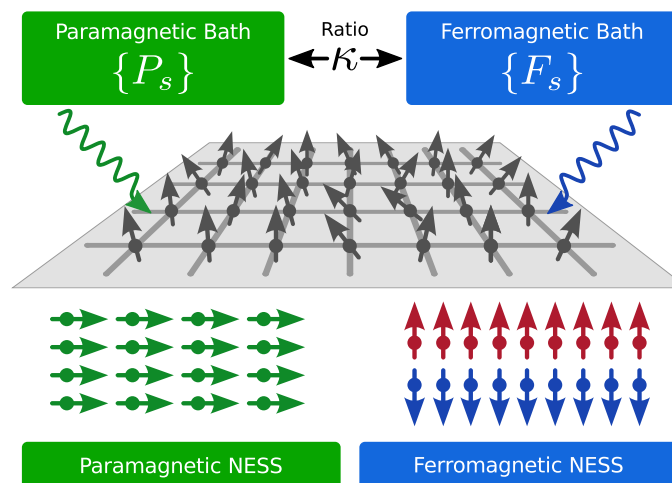 Paramagnetic Bath
{P_s}
Ratio
κ
Ferromagnetic Bath
{F_s}
Paramagnetic NESS
Ferromagnetic NESS